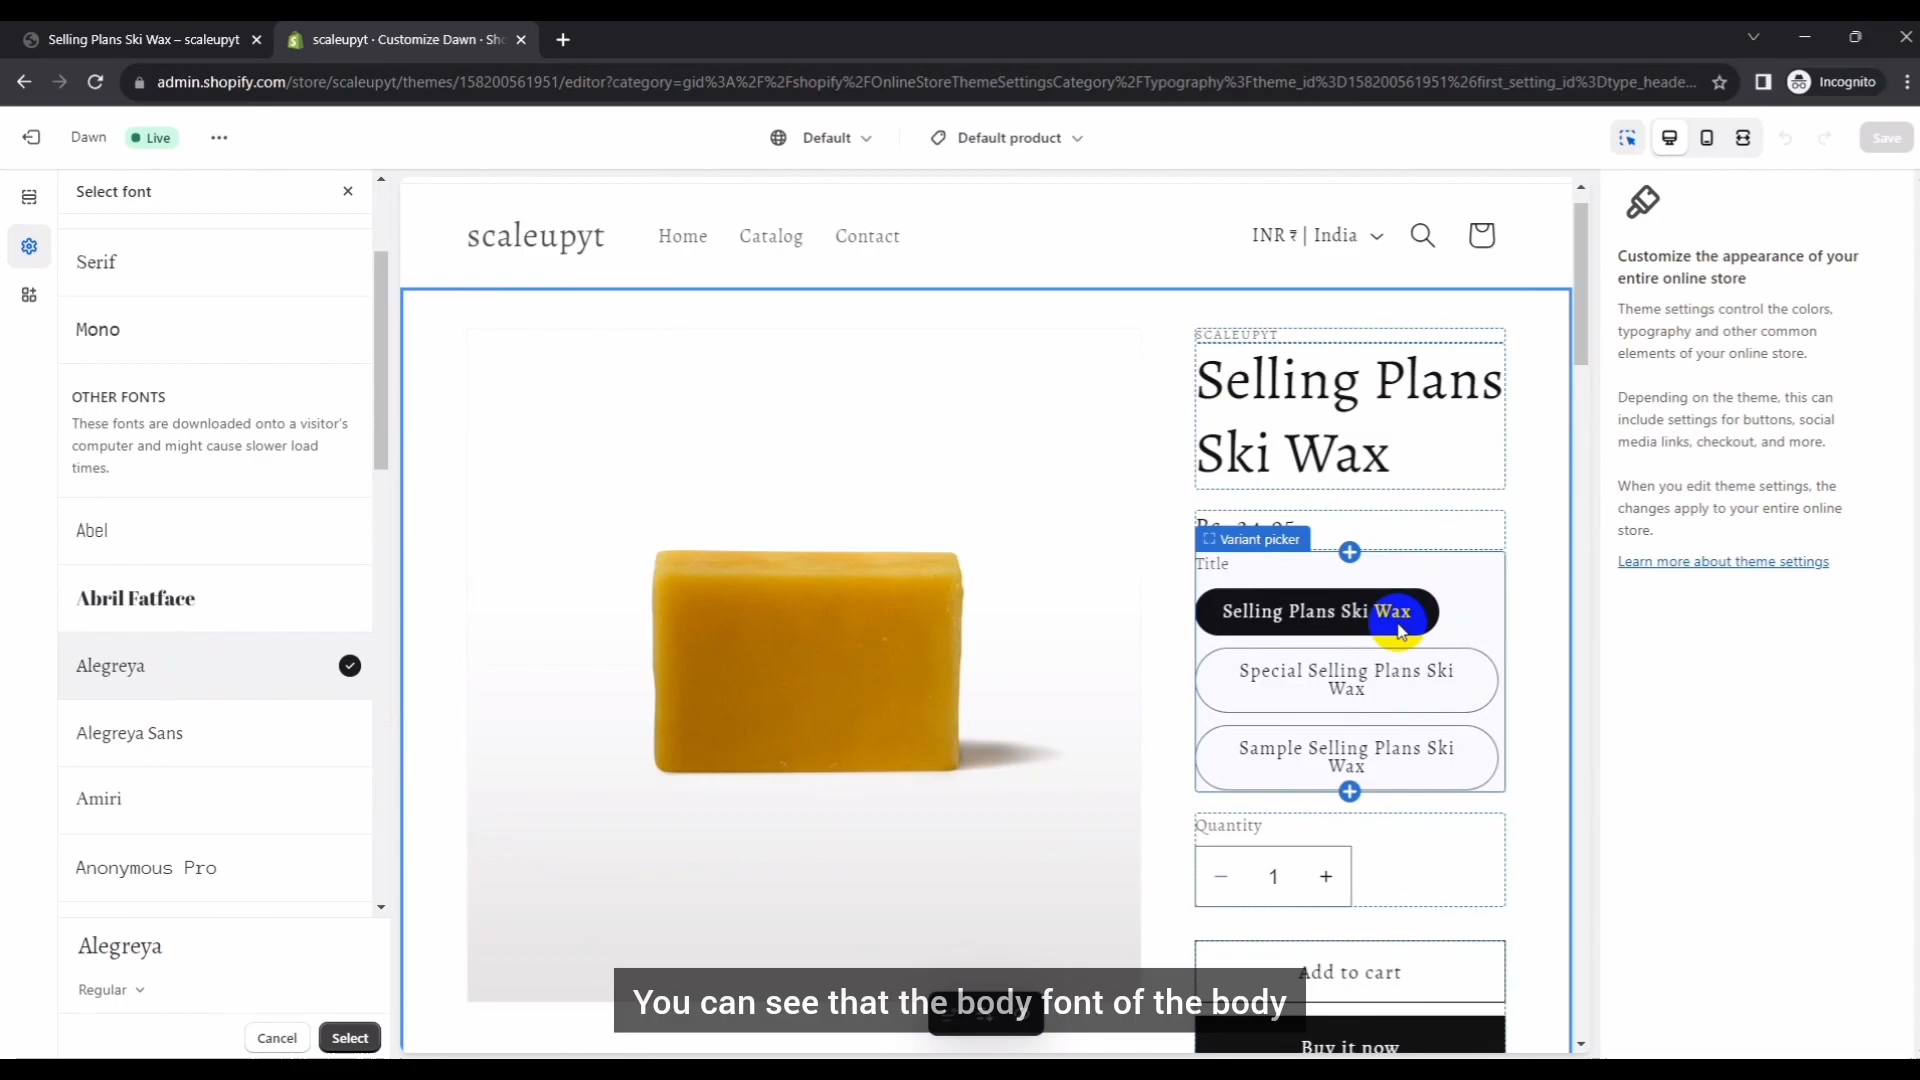 Selling Plans Ski Wax – scaleupyt
scaleupyt · Customize Dawn · Sho
admin.shopify.com/store/scaleupyt/themes/158200561951/editor?category=gid%3A%2F%2Fshopify%2FOnlineStoreThemeSettingsCategory%2FTypography%3Ftheme_id%3D158200561951%26first_setting_id%3Dtype_heade...
Incognito
Dawn
Live
Default
Default product
Save
Select font
Serif
Mono
OTHER FONTS
These fonts are downloaded onto a visitor's
computer and might cause slower load
times.
Abel
Abril Fatface
Alegreya
Alegreya Sans
Amiri
Anonymous Pro
Alegreya
Regular
Cancel
Select
scaleupyt
Home
Catalog
Contact
INR ₹ | India
SCALEUPYT
Selling Plans
Ski Wax
Rs. 24.95
Variant picker
Title
Selling Plans Ski Wax
Special Selling Plans Ski
Wax
Sample Selling Plans Ski
Wax
Quantity
− 1 +
Add to cart
Buy it now
You can see that the body font of the body
Customize the appearance of your
entire online store
Theme settings control the colors,
typography and other common
elements of your online store.
Depending on the theme, this can
include settings for buttons, social
media links, checkout, and more.
When you edit theme settings, the
changes apply to your entire online
store.
Learn more about theme settings